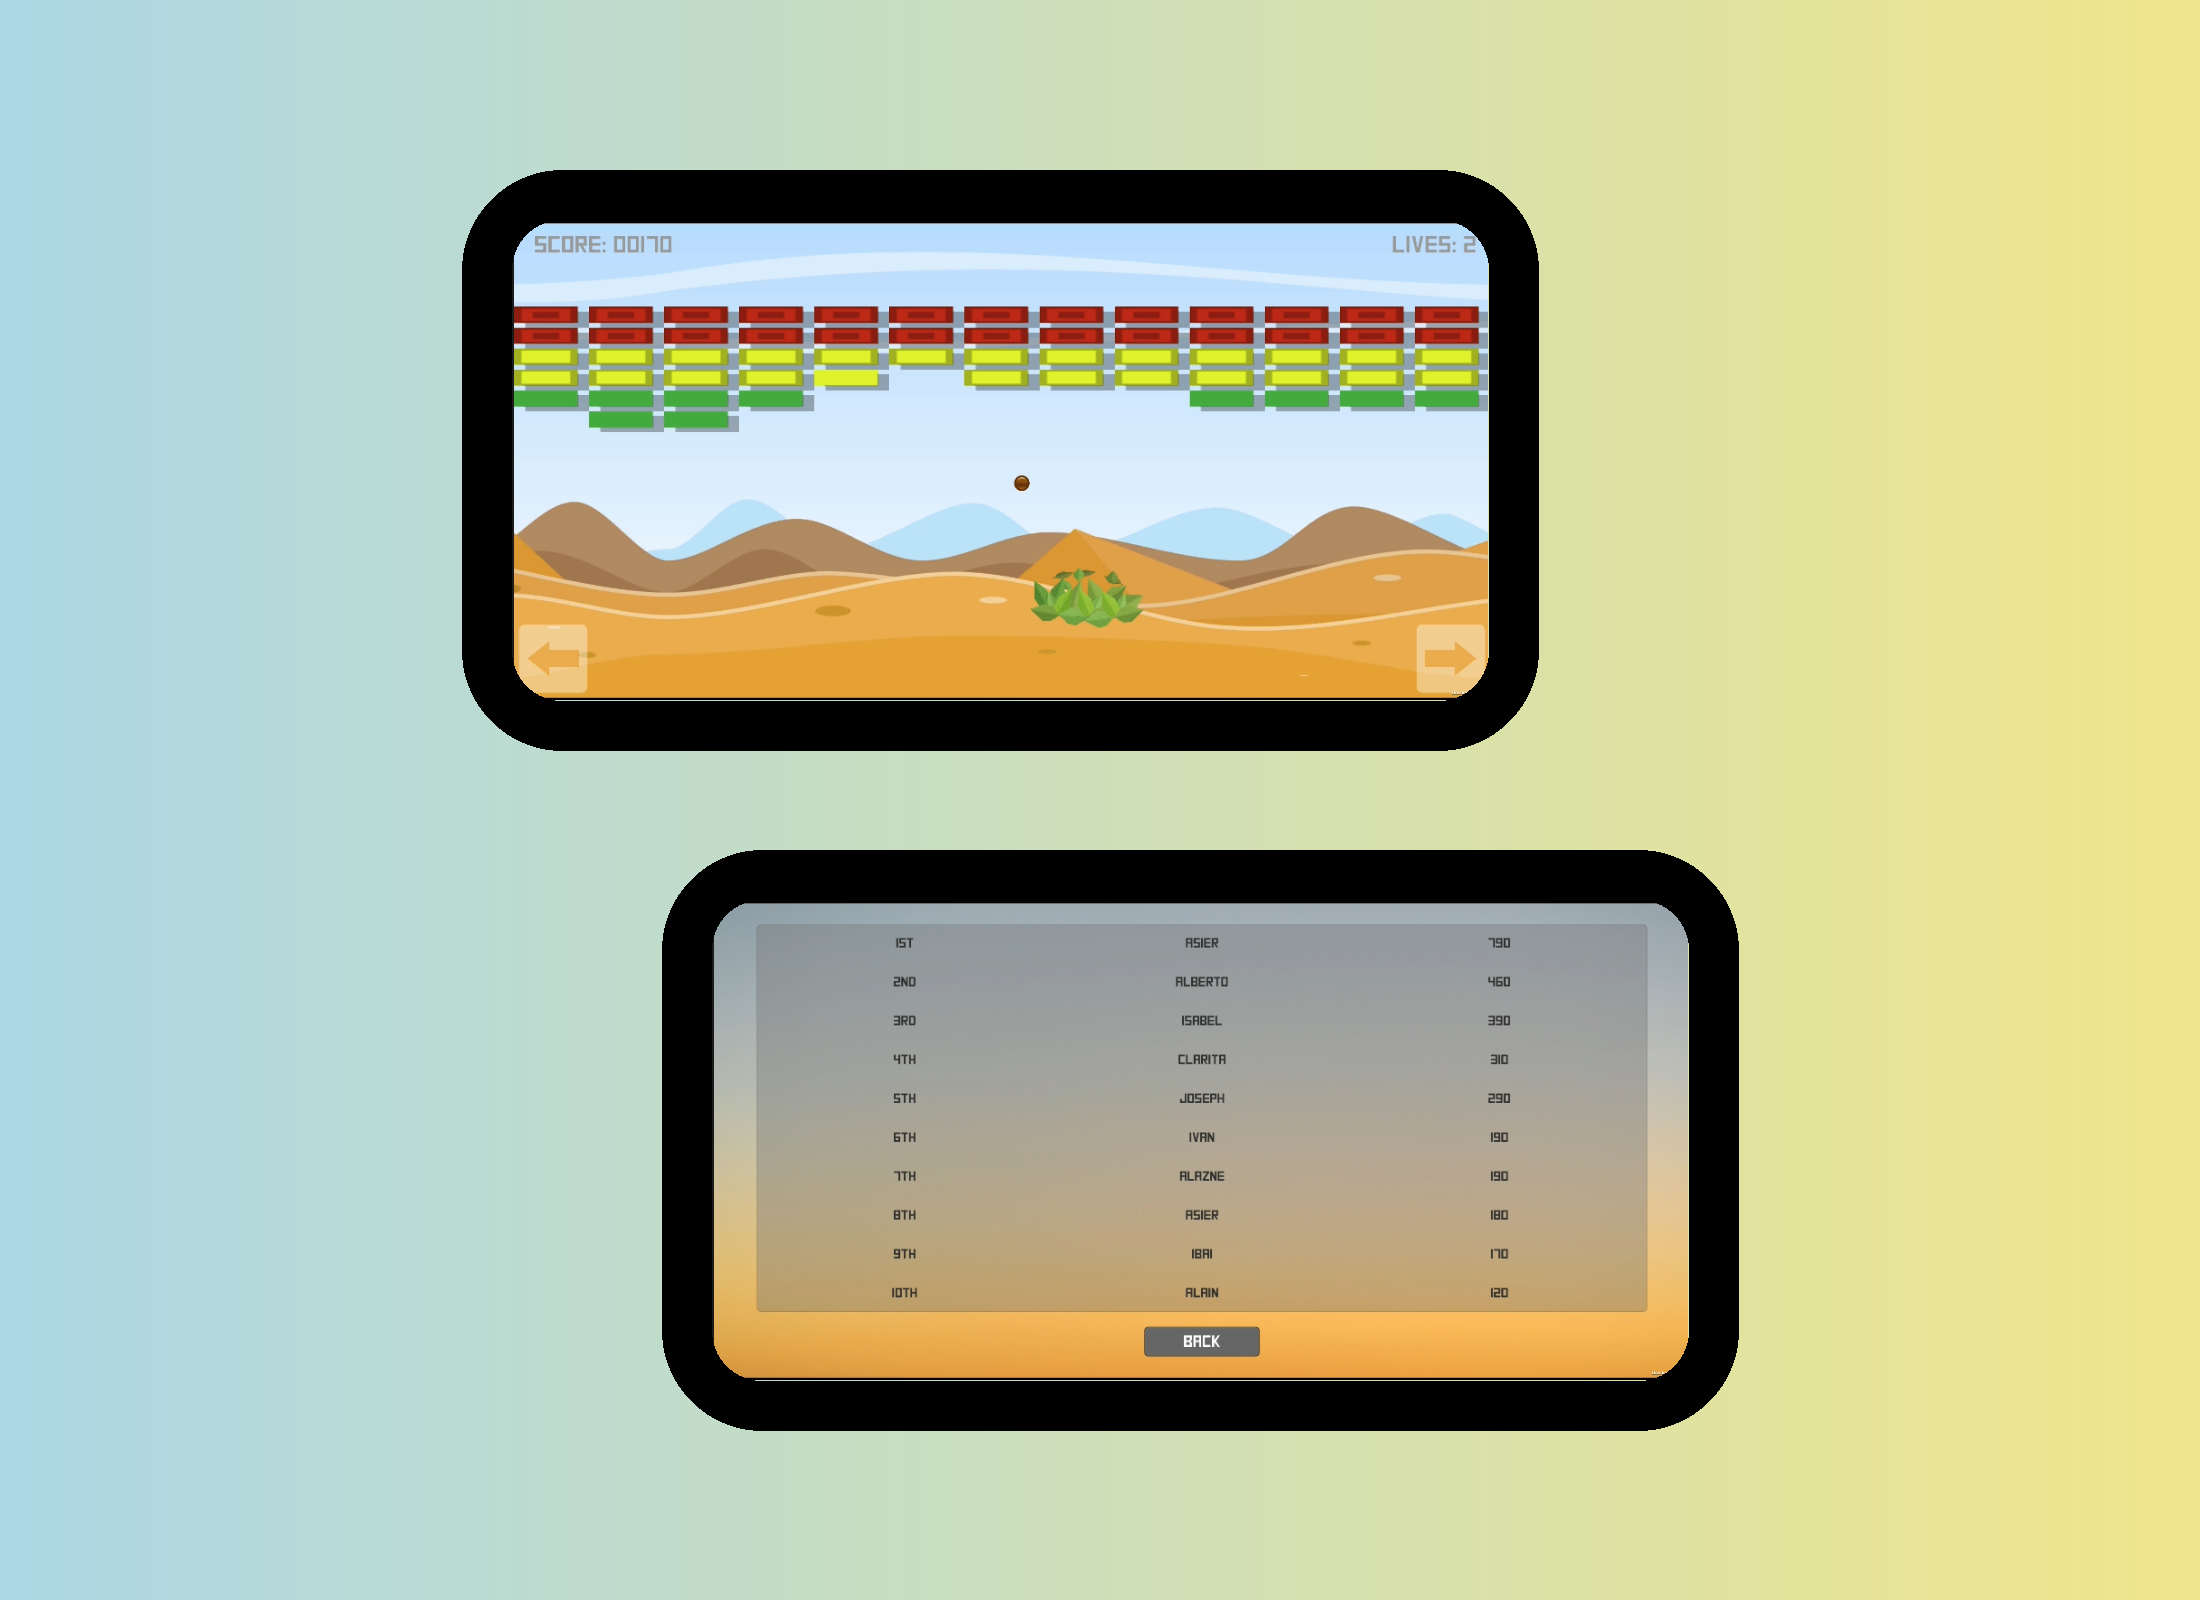 SCORE: 00170
LIVES: 2
1ST ASIER 790
2ND ALBERTO 460
3RD ISABEL 390
4TH CLARITA 310
5TH JOSEPH 290
6TH IVAN 190
7TH ALAZNE 190
8TH ASIER 180
9TH IBAI 170
10TH ALAIN 120
BACK